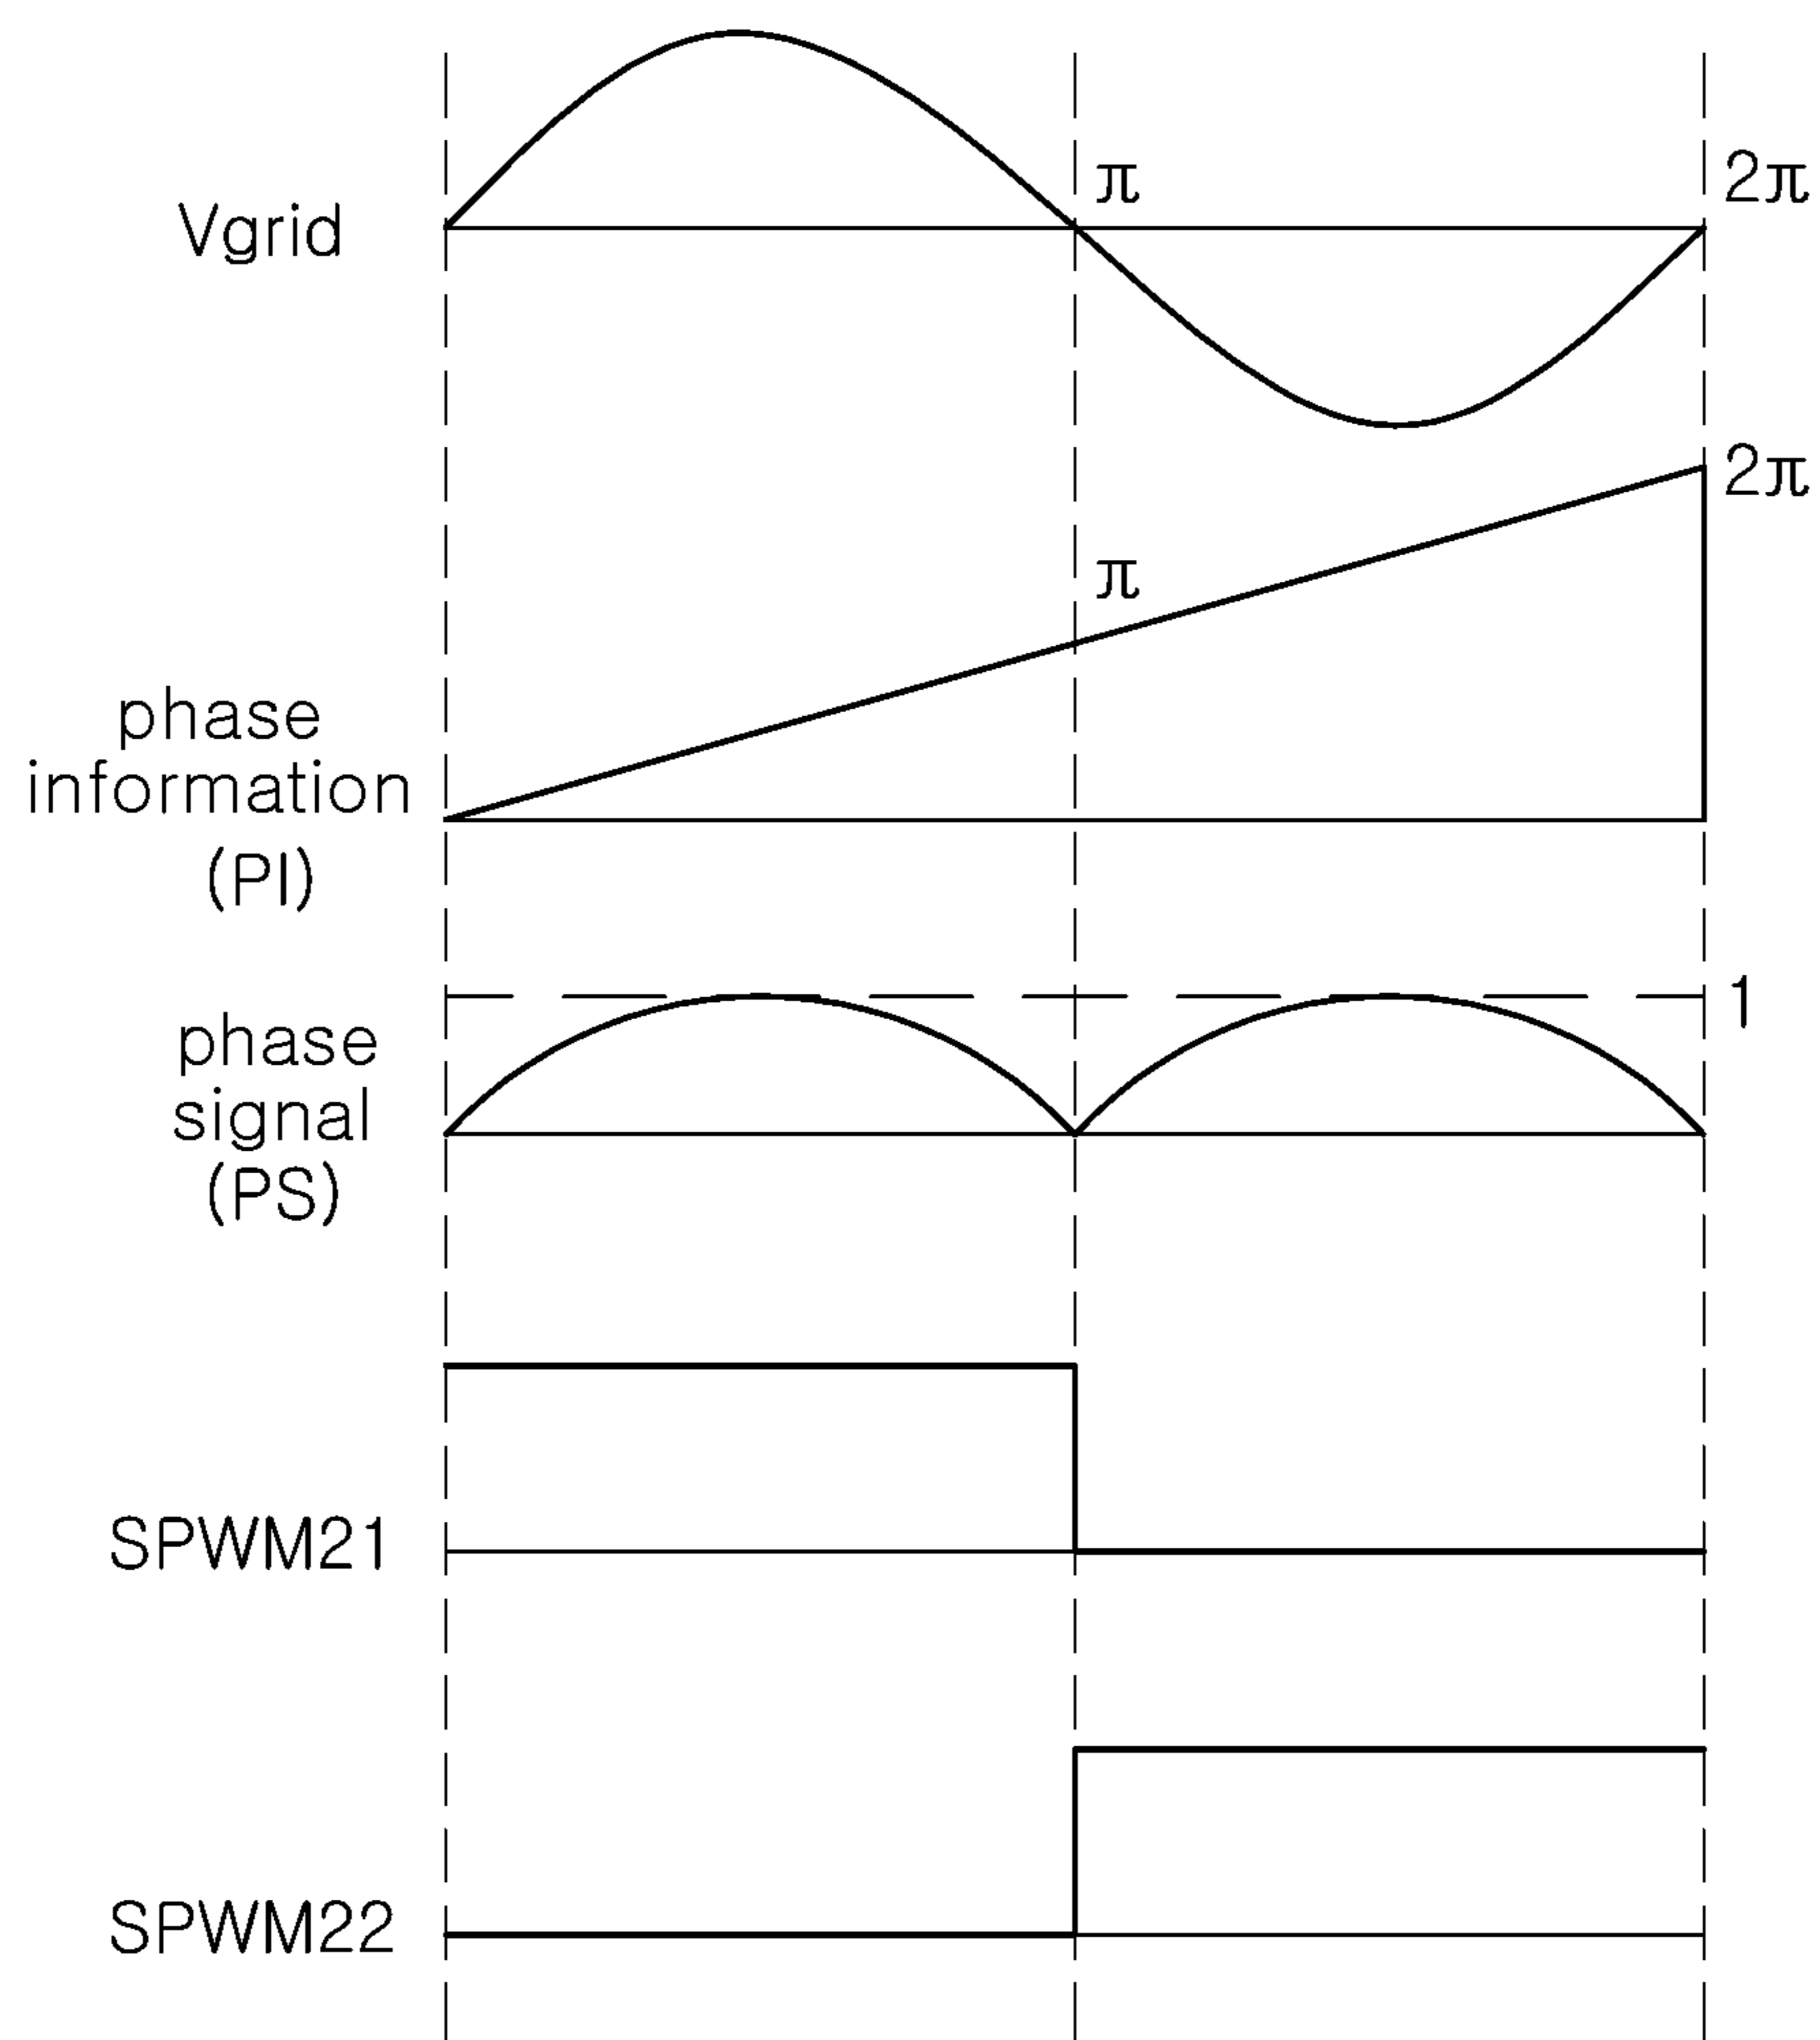 π
2π
Vgrid
2π
π
phase
information
(PI)
1
phase
signal
(PS)
SPWM21
SPWM22